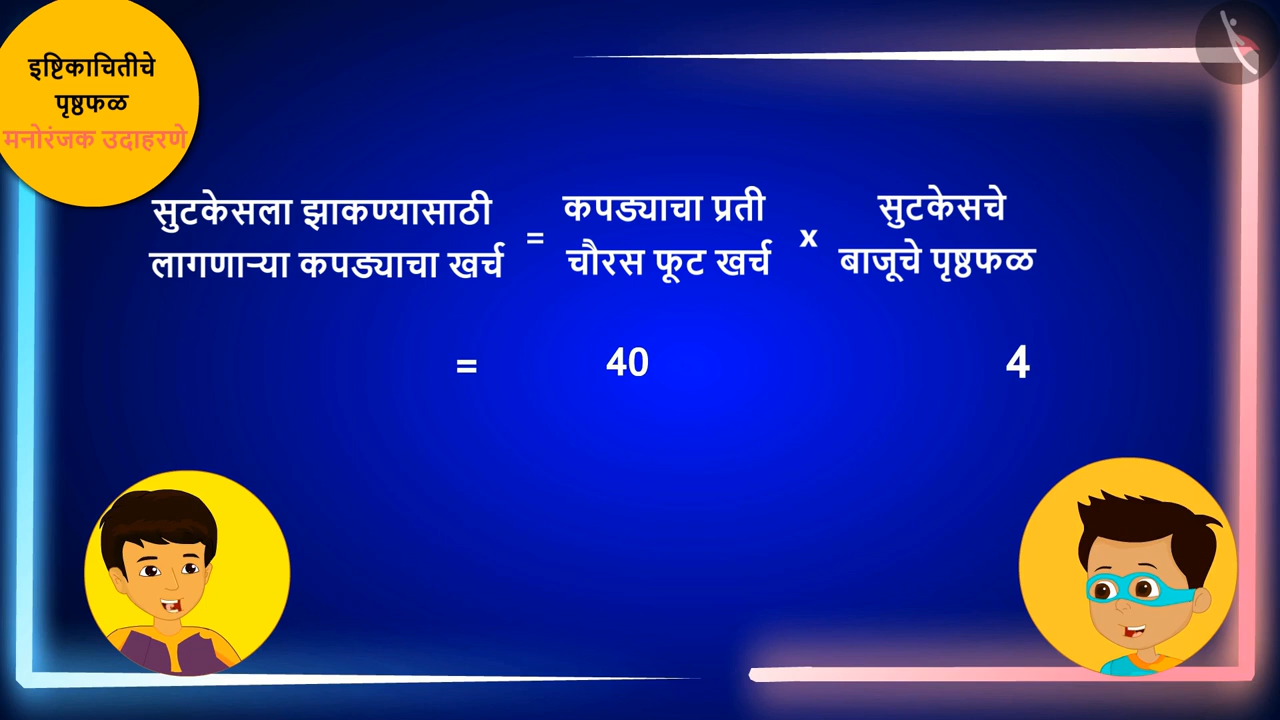 इष्टिकाचितीचे
पृष्ठफळ
मनोरंजक उदाहरणे
सुटकेसला झाकण्यासाठी
लागणाऱ्या कपड्याचा खर्च
=
कपड्याचा प्रती
चौरस फूट खर्च
x
सुटकेसचे
बाजूचे पृष्ठफळ
= 40 4